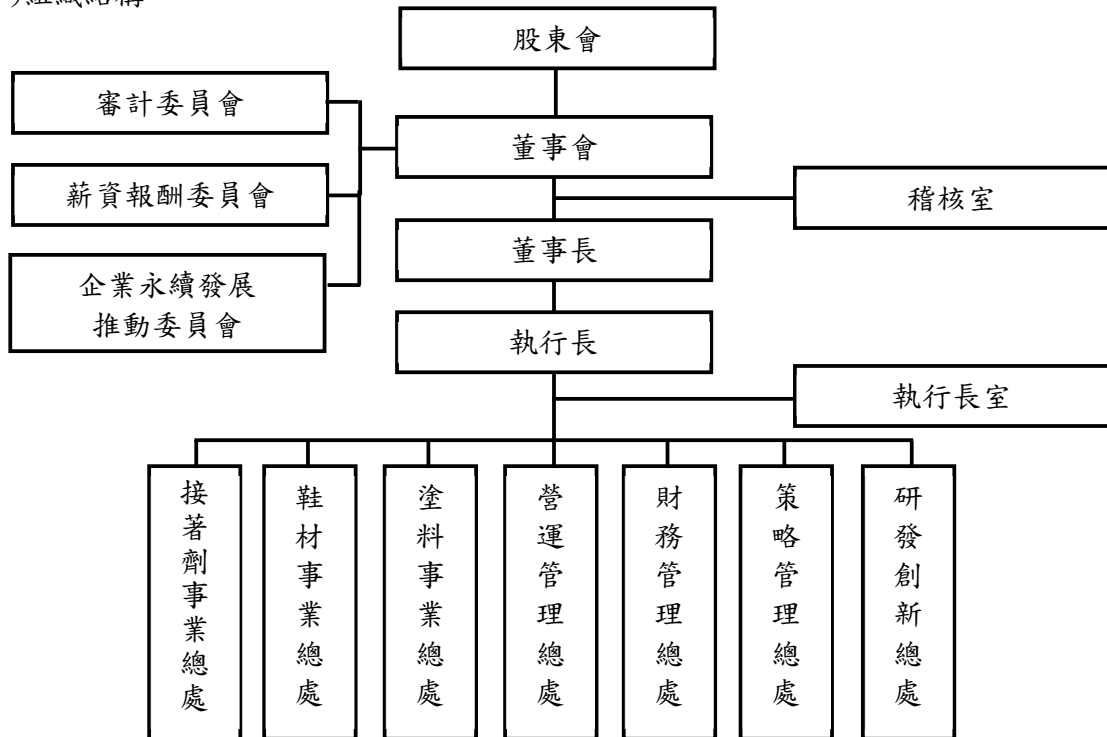 組織結構
股東會
審計委員會
董事會
薪資報酬委員會
稽核室
董事長
企業永續發展
推動委員會
執行長
執行長室
接著劑事業總處
鞋材事業總處
塗料事業總處
營運管理總處
財務管理總處
策略管理總處
研發創新總處